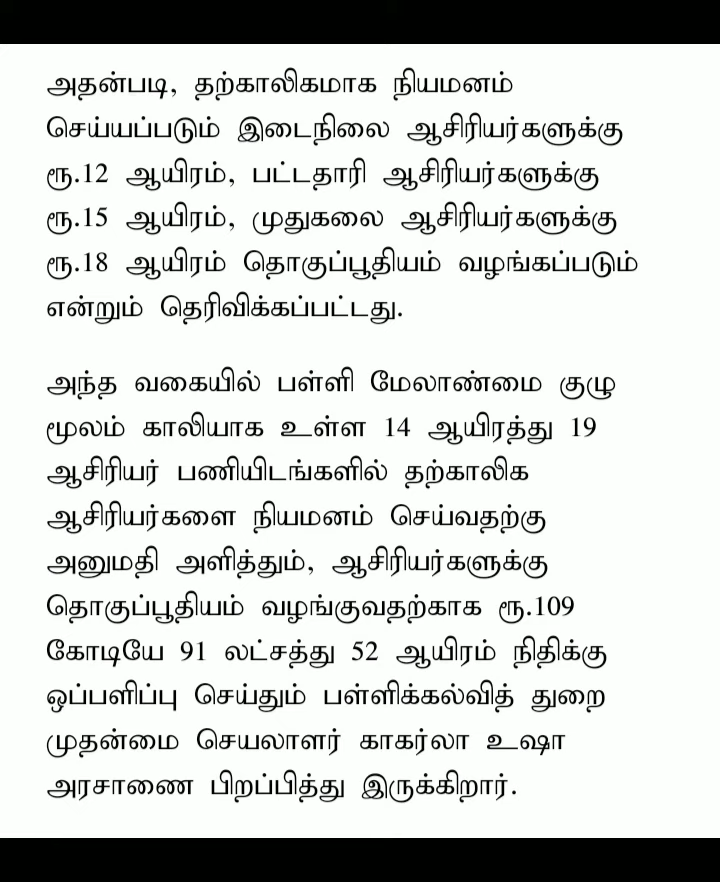 அதன்படி, தற்காலிகமாக நியமனம்
செய்யப்படும் இடைநிலை ஆசிரியர்களுக்கு
ரூ.12 ஆயிரம், பட்டதாரி ஆசிரியர்களுக்கு
ரூ.15 ஆயிரம், முதுகலை ஆசிரியர்களுக்கு
ரூ.18 ஆயிரம் தொகுப்பூதியம் வழங்கப்படும்
என்றும் தெரிவிக்கப்பட்டது.
அந்த வகையில் பள்ளி மேலாண்மை குழு
மூலம் காலியாக உள்ள 14 ஆயிரத்து 19
ஆசிரியர் பணியிடங்களில் தற்காலிக
ஆசிரியர்களை நியமனம் செய்வதற்கு
அனுமதி அளித்தும், ஆசிரியர்களுக்கு
தொகுப்பூதியம் வழங்குவதற்காக ரூ.109
கோடியே 91 லட்சத்து 52 ஆயிரம் நிதிக்கு
ஒப்பளிப்பு செய்தும் பள்ளிக்கல்வித் துறை
முதன்மை செயலாளர் காகர்லா உஷா
அரசாணை பிறப்பித்து இருக்கிறார்.